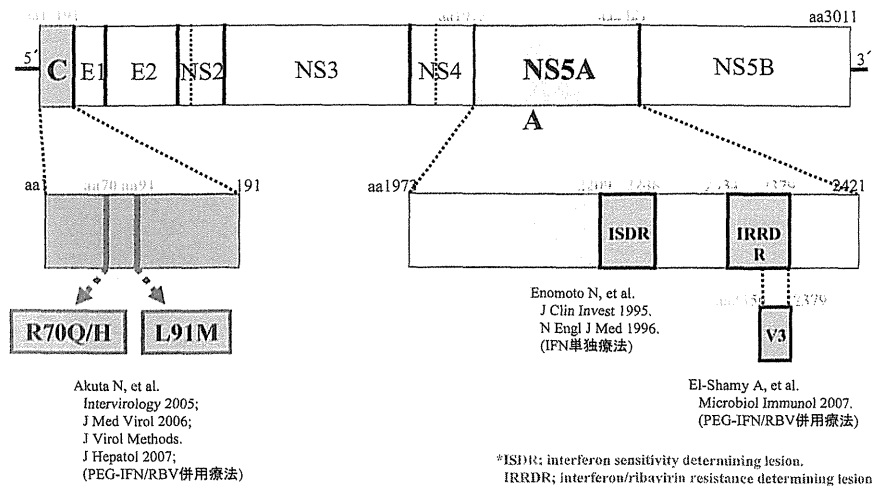 aa3011
5´
C
E1
E2
NS2
NS3
NS4
NS5A
NS5B
3´
A
aa1
aa70
aa91
191
aa1973
2421
ISDR
IRRD
R
R70Q/H
L91M
2379
V3
Enomoto N, et al.
J Clin Invest 1995.
N Engl J Med 1996.
(IFN単独療法)
Akuta N, et al.
Intervirology 2005;
J Med Virol 2006;
J Virol Methods.
J Hepatol 2007;
(PEG-IFN/RBV併用療法)
El-Shamy A, et al.
Microbiol Immunol 2007.
(PEG-IFN/RBV併用療法)
*ISDR; interferon sensitivity determining lesion.
IRRDR; interferon/ribavirin resistance determining lesion